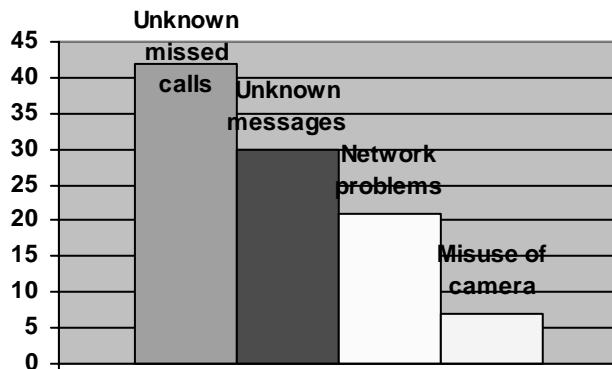 Unknown
missed
calls
Unknown
messages
Network
problems
Misuse of
camera
45
40
35
30
25
20
15
10
5
0